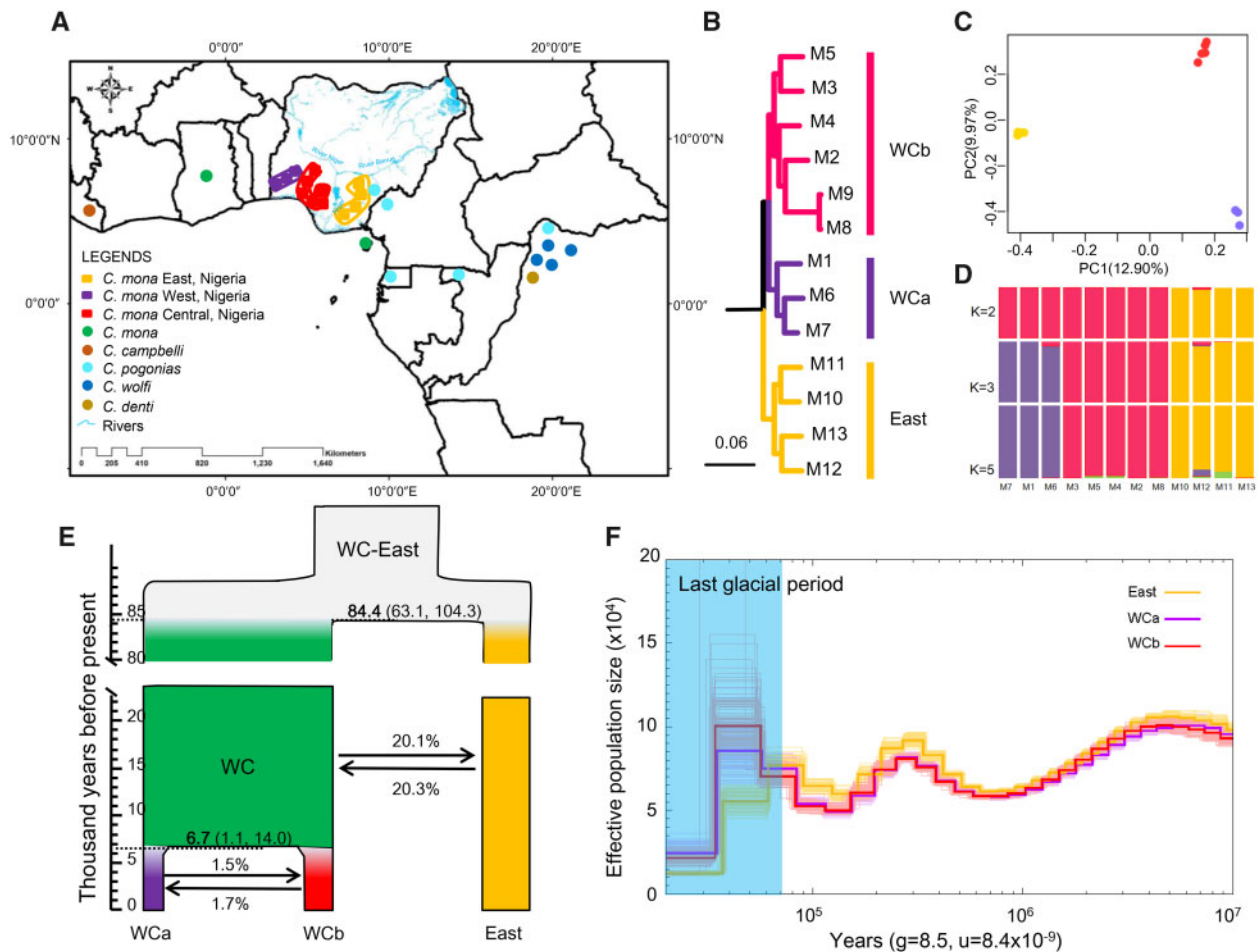 A
0°0'0"
10°0'0"E
20°0'0"E
10°0'0"N
0°0'0"
10°0'0"N
0°0'0"
N
W
E
S
River Niger
River Benue
LEGENDS
C. mona East, Nigeria
C. mona West, Nigeria
C. mona Central, Nigeria
C. mona
C. campbelli
C. pogonias
C. wolfi
C. denti
Rivers
Kilometers
0 205 410 820 1,230 1,640
0°0'0"
10°0'0"E
20°0'0"E
B
M5
M3
M4
M2
M9
M8
M1
M6
M7
M11
M10
M13
M12
WCb
WCa
East
0.06
C
PC2(9.97%)
0.2
0.0
-0.2
-0.4
-0.4 -0.2 0.0 0.2
PC1(12.90%)
D
K=2
K=3
K=5
M7 M1 M6 M3 M5 M4 M2 M8 M10 M12 M11 M13
E
Thousand years before present
WC-East
85
84.4 (63.1, 104.3)
80
20
15
10
5
0
WC
20.1%
20.3%
6.7 (1.1, 14.0)
1.5%
1.7%
WCa
WCb
East
F
Effective population size (x10⁴)
20
15
10
5
0
Last glacial period
East
WCa
WCb
10⁵
10⁶
10⁷
Years (g=8.5, u=8.4x10⁻⁹)